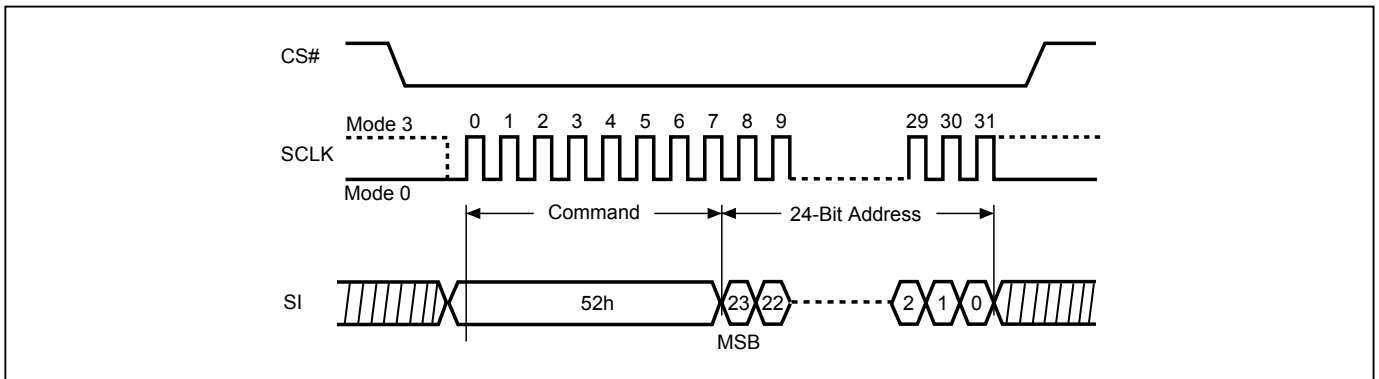 CS#
Mode 3
0 1 2 3 4 5 6 7 8 9 29 30 31
SCLK
Mode 0
Command
24-Bit Address
SI
52h
23 22 2 1 0
MSB